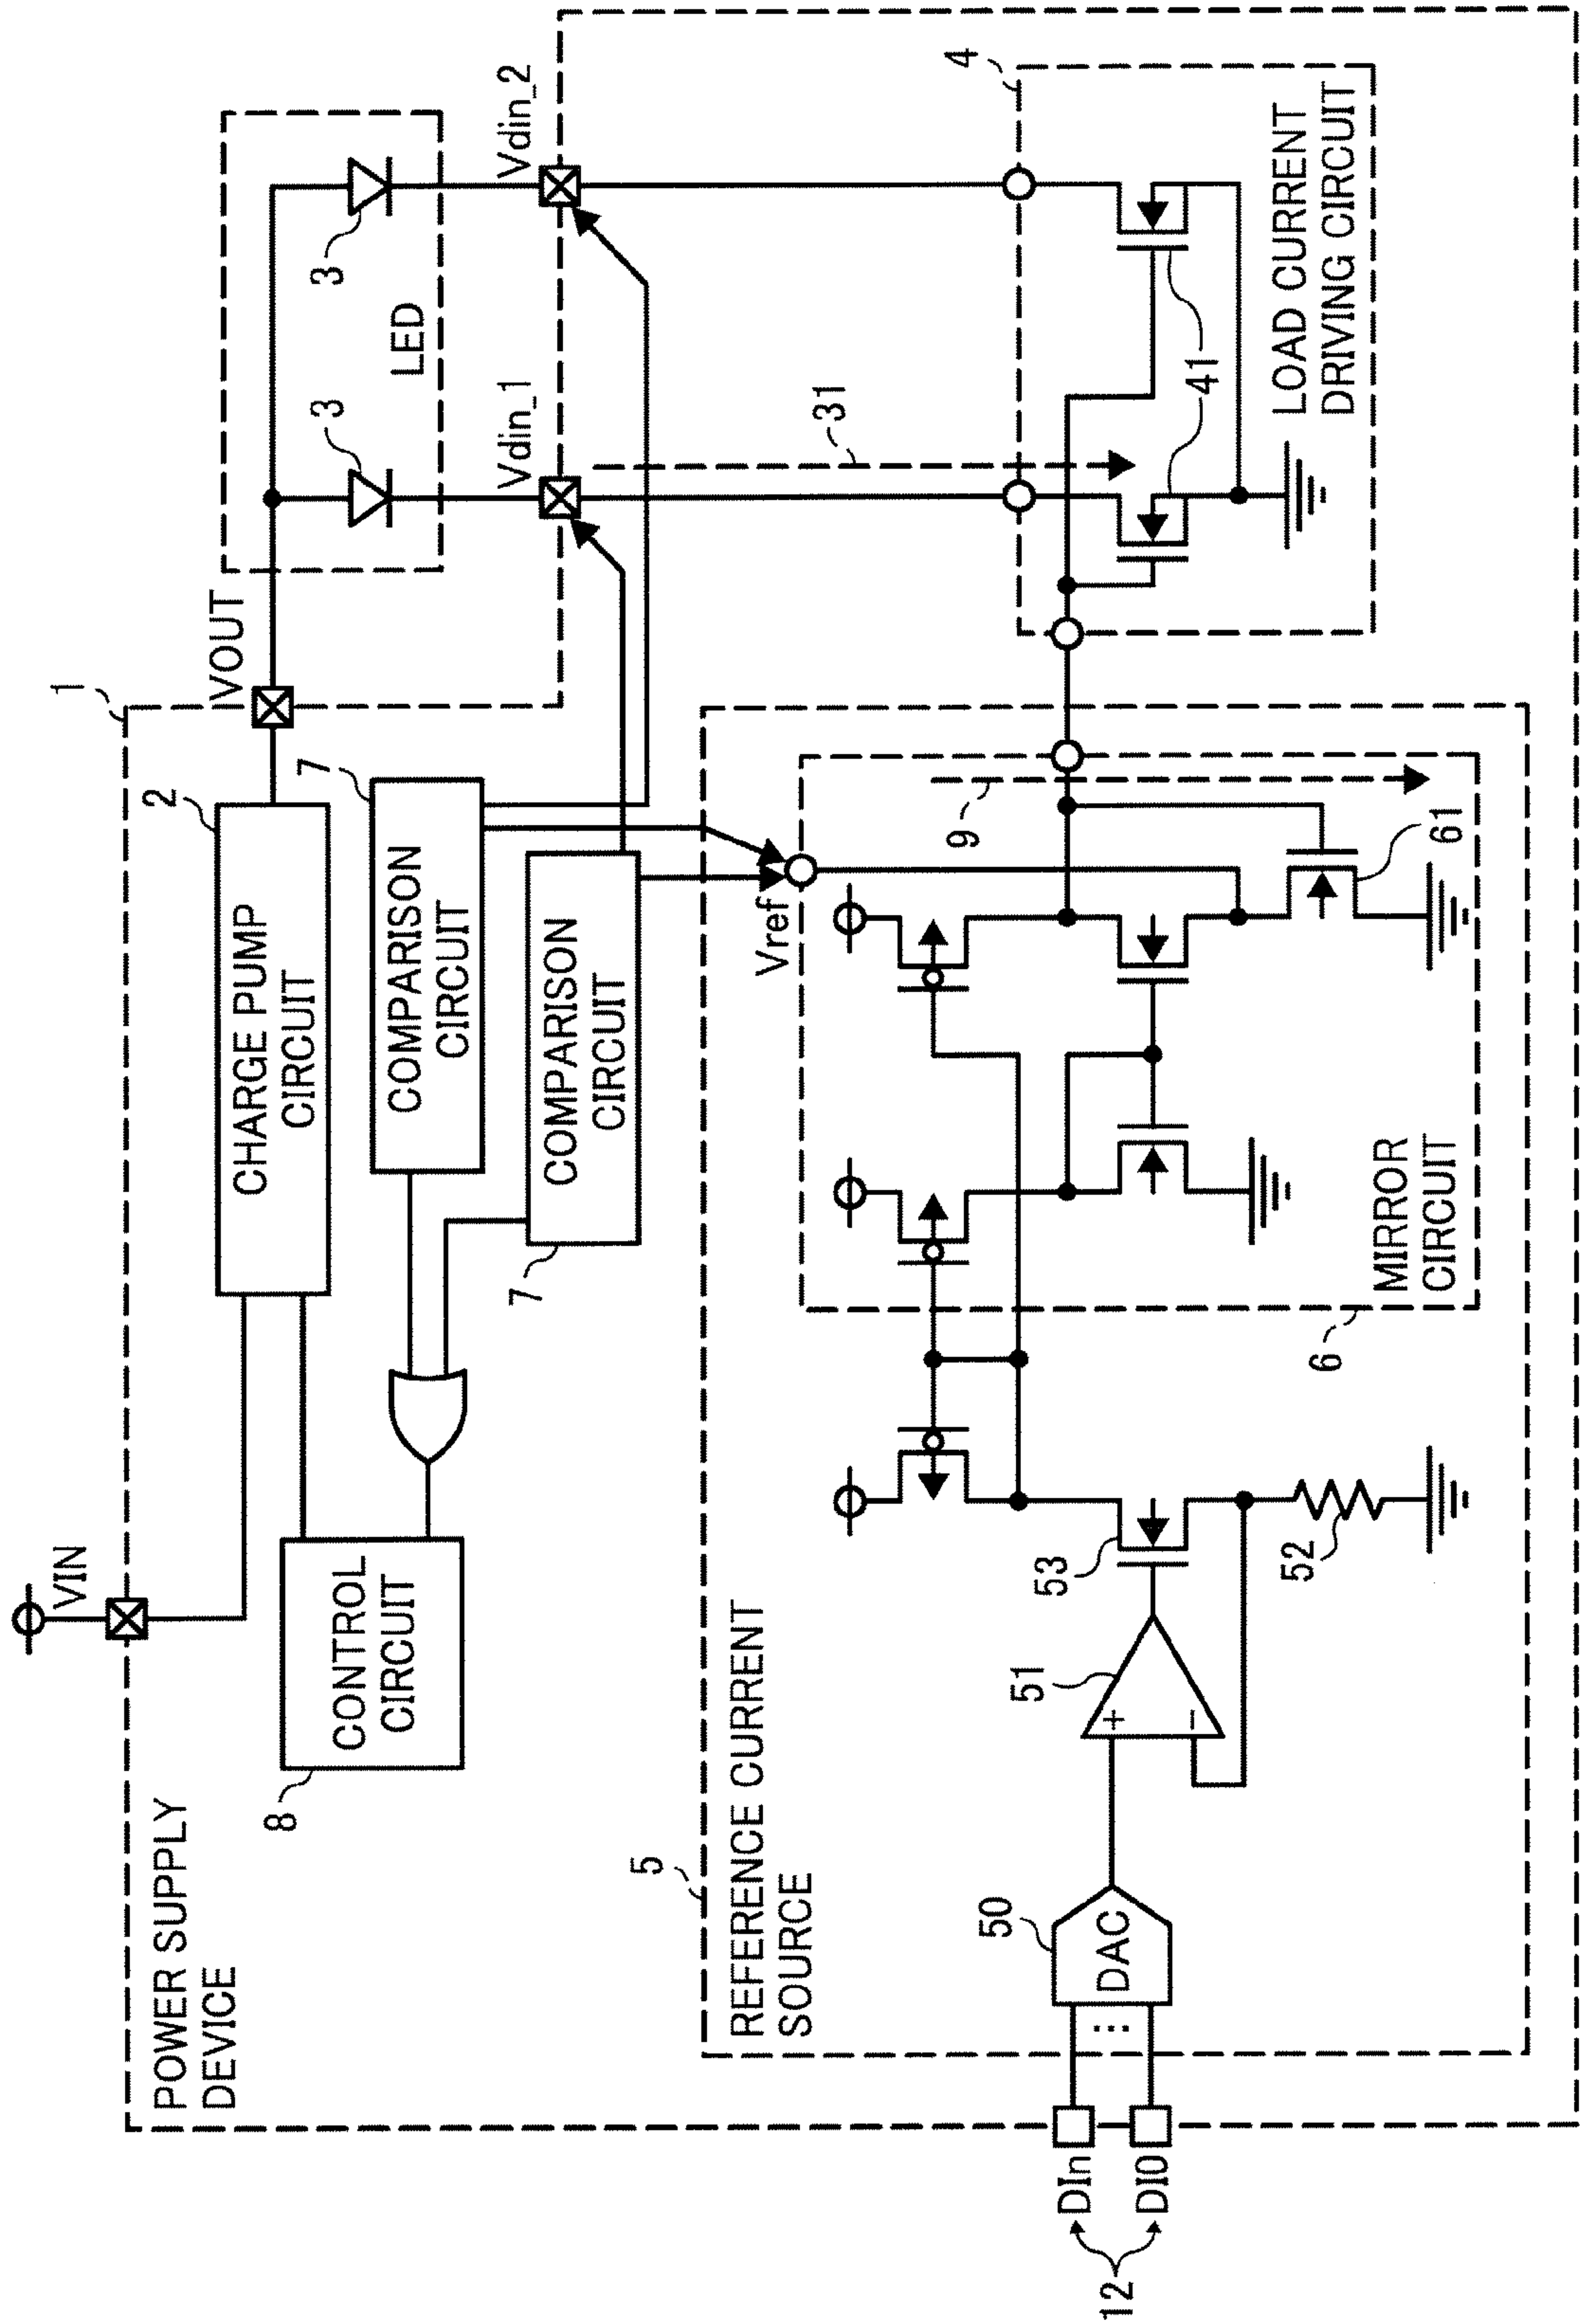 POWER SUPPLY
DEVICE
1
VIN
CONTROL
CIRCUIT
8
CHARGE PUMP
CIRCUIT
2
VOUT
3
3
LED
COMPARISON
CIRCUIT
7
COMPARISON
CIRCUIT
7
Vdin_1
Vdin_2
31
REFERENCE CURRENT
SOURCE
5
Vref
9
61
MIRROR
CIRCUIT
6
4
41
LOAD CURRENT
DRIVING CIRCUIT
50
DAC
51
+
−
53
52
DIn
DI0
12